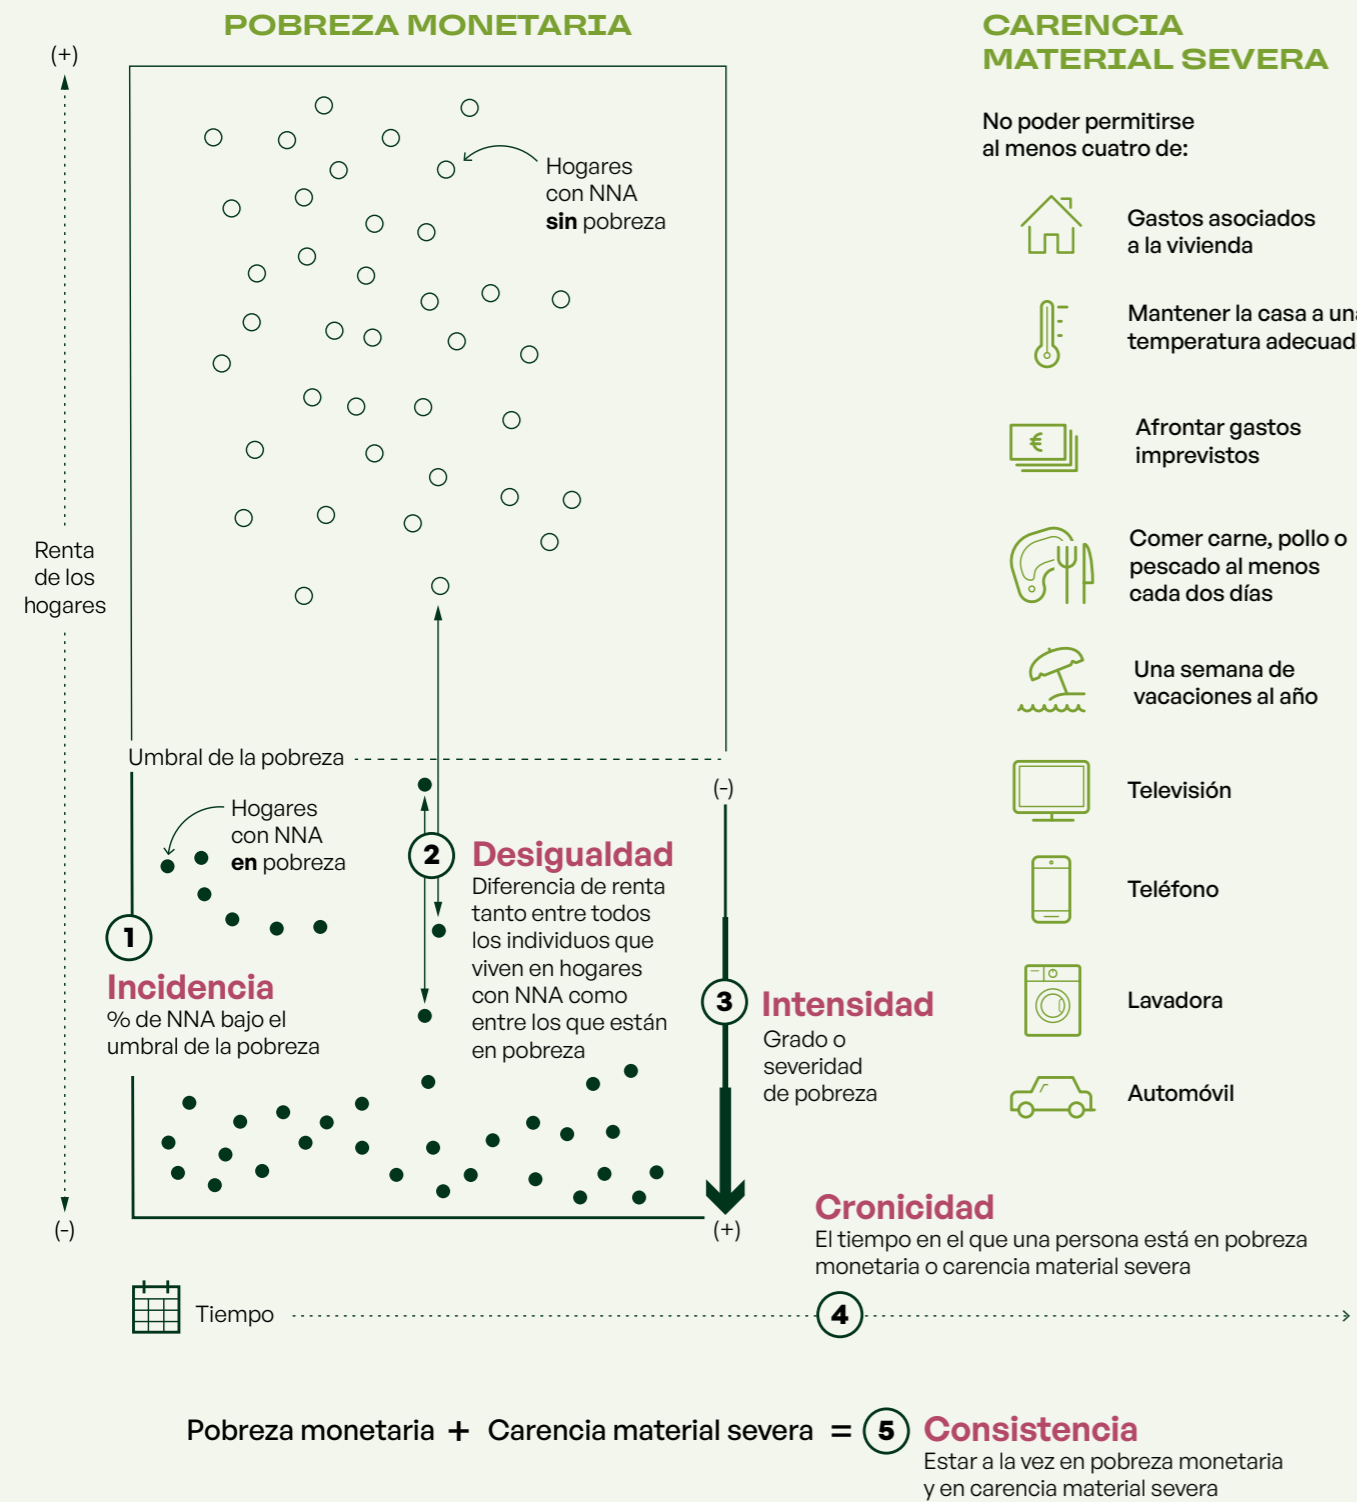 POBREZA MONETARIA
(+)
Renta
de los
hogares
(-)
Hogares
con NNA
sin pobreza
Umbral de la pobreza
Hogares
con NNA
en pobreza
1
Incidencia
% de NNA bajo el
umbral de la pobreza
2
Desigualdad
Diferencia de renta
tanto entre todos
los individuos que
viven en hogares
con NNA como
entre los que están
en pobreza
(-)
3
Intensidad
Grado o
severidad
de pobreza
(+)
CARENCIA
MATERIAL SEVERA
No poder permitirse
al menos cuatro de:
Gastos asociados
a la vivienda
Mantener la casa a una
temperatura adecuad
€
Afrontar gastos
imprevistos
Comer carne, pollo o
pescado al menos
cada dos días
Una semana de
vacaciones al año
Televisión
Teléfono
Lavadora
Automóvil
Cronicidad
El tiempo en el que una persona está en pobreza
monetaria o carencia material severa
Tiempo
4
Pobreza monetaria + Carencia material severa = 5 Consistencia
Estar a la vez en pobreza monetaria
y en carencia material severa